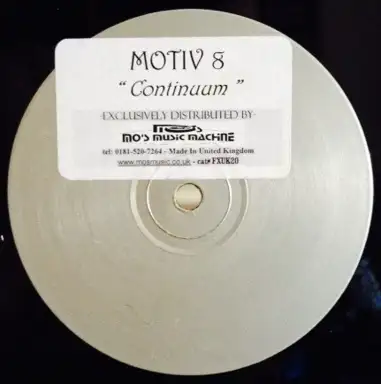 MOTIV 8
"Continuum"
-EXCLUSIVELY DISTRIBUTED BY-
MO'S MUSIC MACHINE
tel: 0181-520-7264 - Made In United Kingdom
www.mosmusic.co.uk - cat# FXUK20